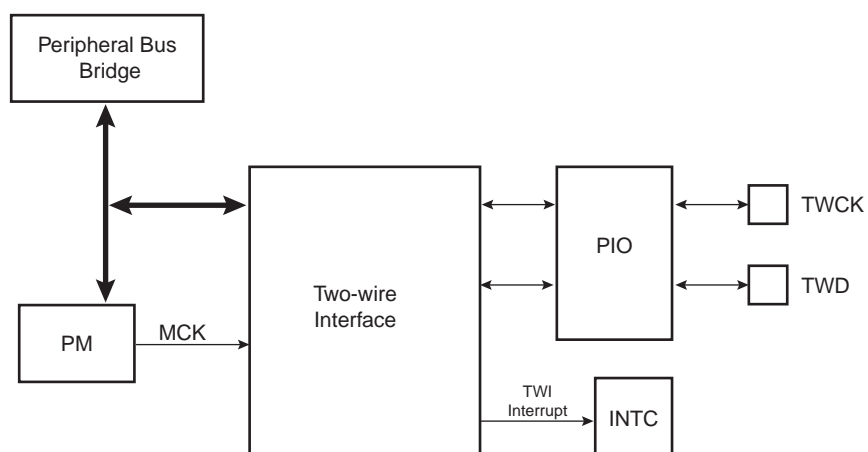 Peripheral Bus
Bridge
TWCK
PIO
TWD
Two-wire
Interface
PM
MCK
TWI
Interrupt
INTC